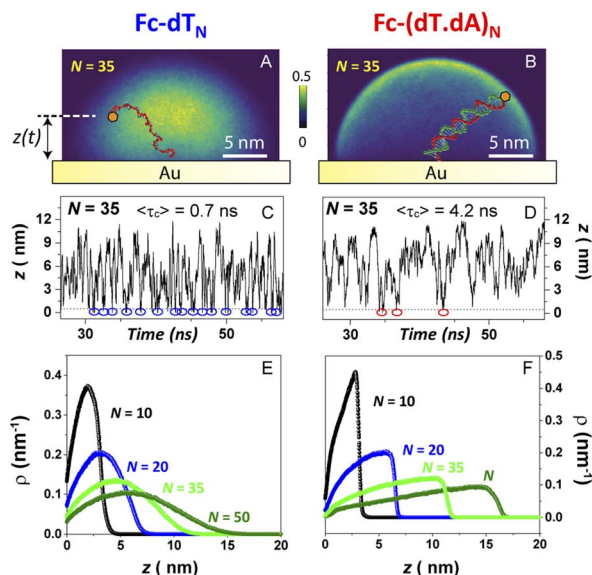 Fc-dTN
Fc-(dT.dA)N
N = 35
A
0.5
0
N = 35
B
z(t)
5 nm
5 nm
Au
Au
N = 35
<τc> = 0.7 ns
C
N = 35
<τc> = 4.2 ns
D
z (nm)
12
9
6
3
0
12
9
6
3
0
z (nm)
30
Time (ns)
50
30
Time (ns)
50
E
F
ρ (nm-1)
0.4
0.3
0.2
0.1
0.0
N = 10
N = 20
N = 35
N = 50
N = 10
N = 20
N = 35
N
0.5
0.4
0.3
0.2
0.1
0.0
ρ (nm-1)
0
5
10
15
20
0
5
10
15
20
z ( nm)
z ( nm)